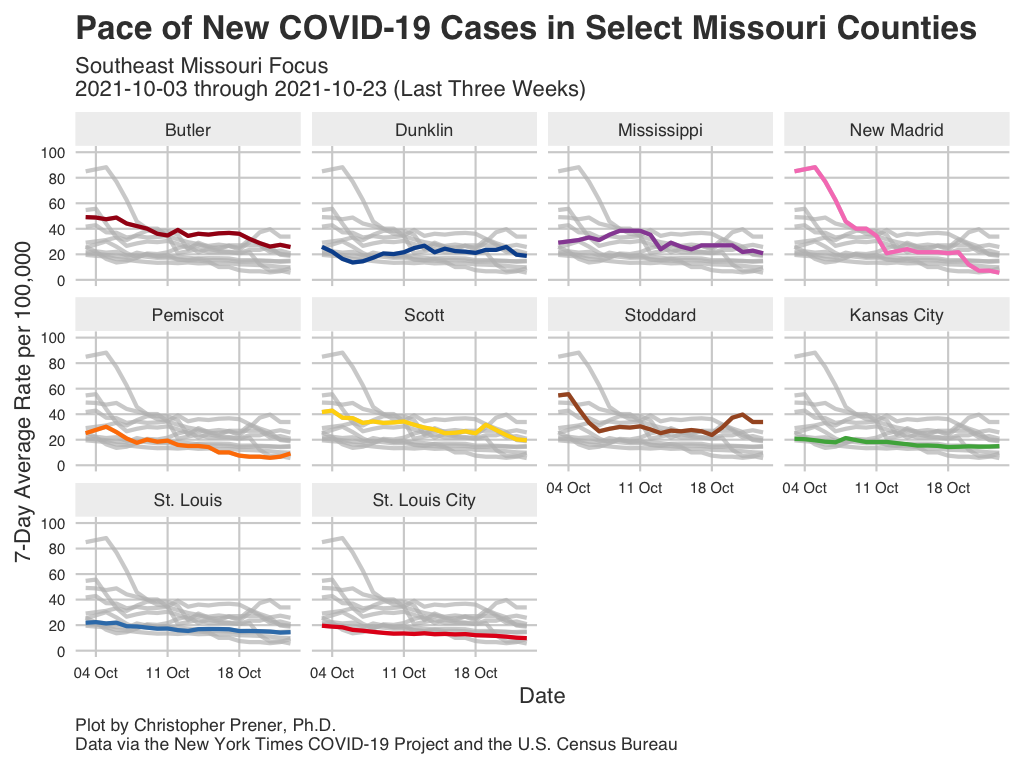 Pace of New COVID-19 Cases in Select Missouri Counties
Southeast Missouri Focus
2021-10-03 through 2021-10-23 (Last Three Weeks)
Butler Dunklin Mississippi New Madrid
100
80
60
40
20
0
Pemiscot Scott Stoddard Kansas City
100
80
60
40
20
0
04 Oct 11 Oct 18 Oct 04 Oct 11 Oct 18 Oct
St. Louis St. Louis City
100
80
60
40
20
0
04 Oct 11 Oct 18 Oct 04 Oct 11 Oct 18 Oct
7-Day Average Rate per 100,000
Date
Plot by Christopher Prener, Ph.D.
Data via the New York Times COVID-19 Project and the U.S. Census Bureau